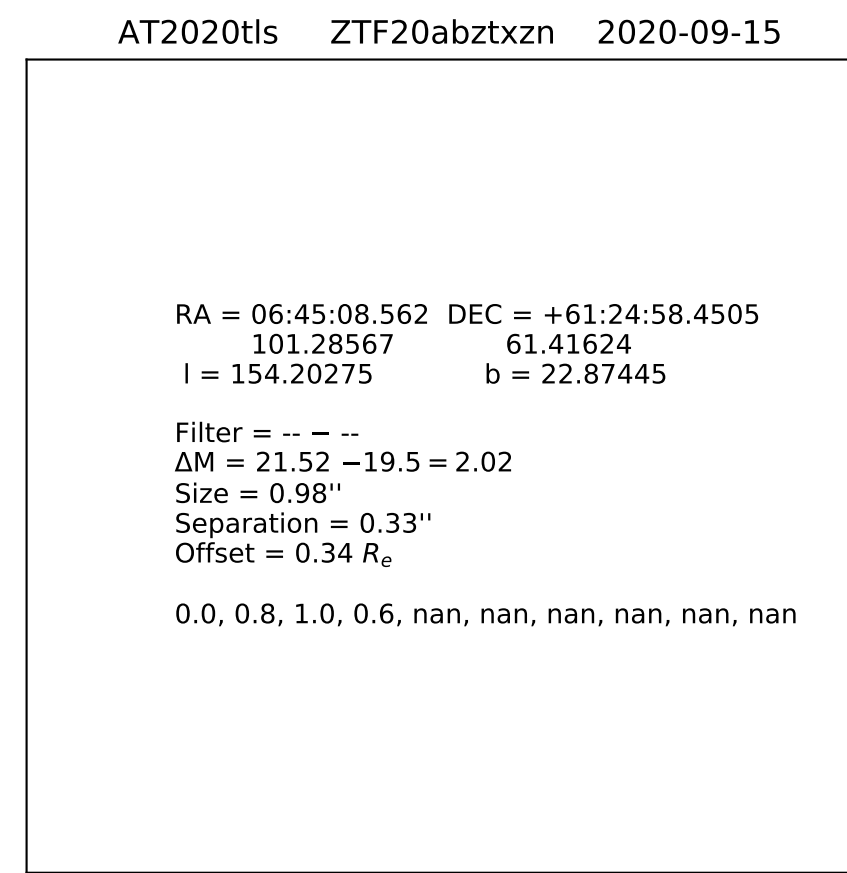 AT2020tls ZTF20abztxzn 2020-09-15
RA = 06:45:08.562 DEC = +61:24:58.4505
101.28567 61.41624
l = 154.20275 b = 22.87445
Filter = -- − --
ΔM = 21.52 −19.5 = 2.02
Size = 0.98''
Separation = 0.33''
Offset = 0.34 Rₑ
0.0, 0.8, 1.0, 0.6, nan, nan, nan, nan, nan, nan